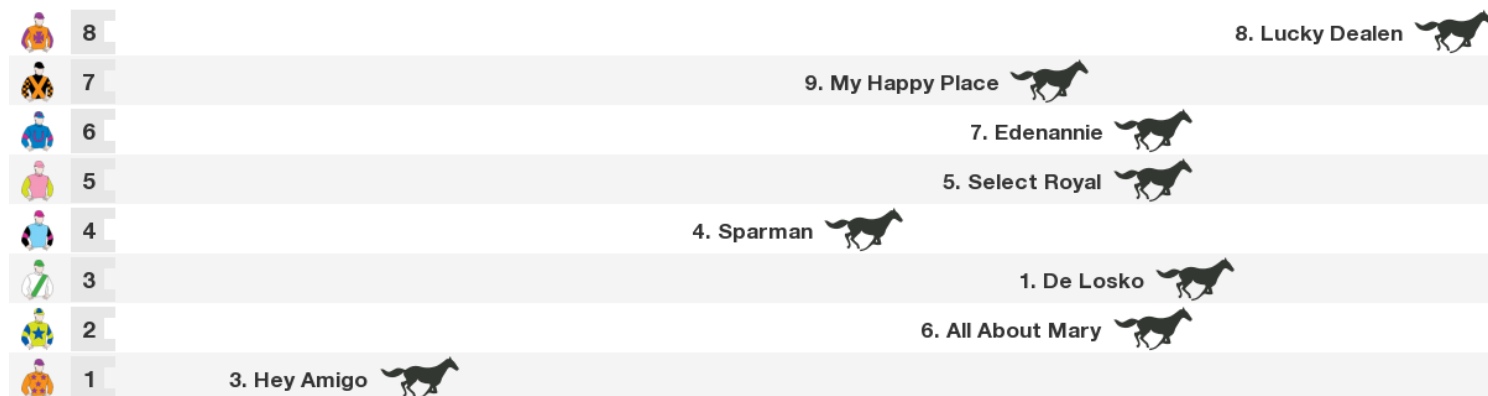 8 8. Lucky Dealen
7 9. My Happy Place
6 7. Edenannie
5 5. Select Royal
4 4. Sparman
3 1. De Losko
2 6. All About Mary
1 3. Hey Amigo